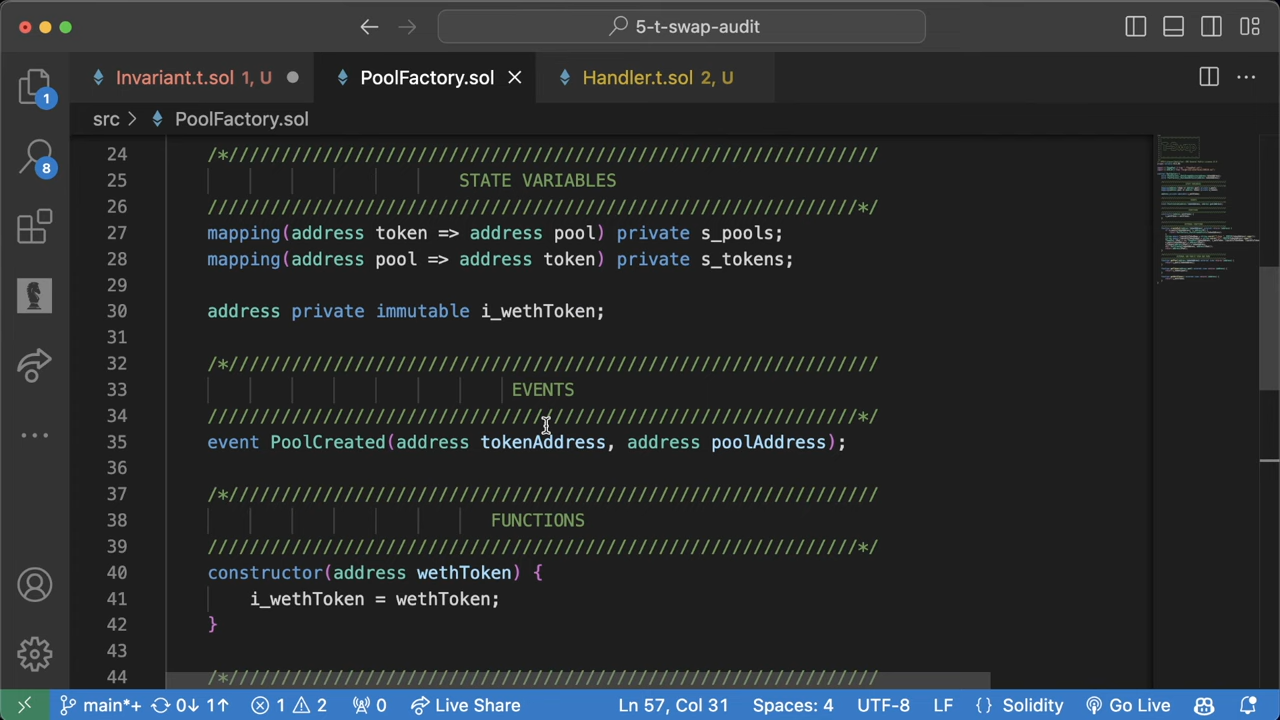 5-t-swap-audit
Invariant.t.sol 1, U
PoolFactory.sol
Handler.t.sol 2, U
src > PoolFactory.sol
1
8
24 /*//////////////////////////////////////////////////////////////
25 STATE VARIABLES
26 //////////////////////////////////////////////////////////////*/
27 mapping(address token => address pool) private s_pools;
28 mapping(address pool => address token) private s_tokens;
29
30 address private immutable i_wethToken;
31
32 /*//////////////////////////////////////////////////////////////
33 EVENTS
34 //////////////////////////////////////////////////////////////*/
35 event PoolCreated(address tokenAddress, address poolAddress);
36
37 /*//////////////////////////////////////////////////////////////
38 FUNCTIONS
39 //////////////////////////////////////////////////////////////*/
40 constructor(address wethToken) {
41 i_wethToken = wethToken;
42 }
43
44 /*//////////////////////////////////////////////////////////////
main*+ 0↓ 1↑ 1 2 0 Live Share Ln 57, Col 31 Spaces: 4 UTF-8 LF {} Solidity Go Live